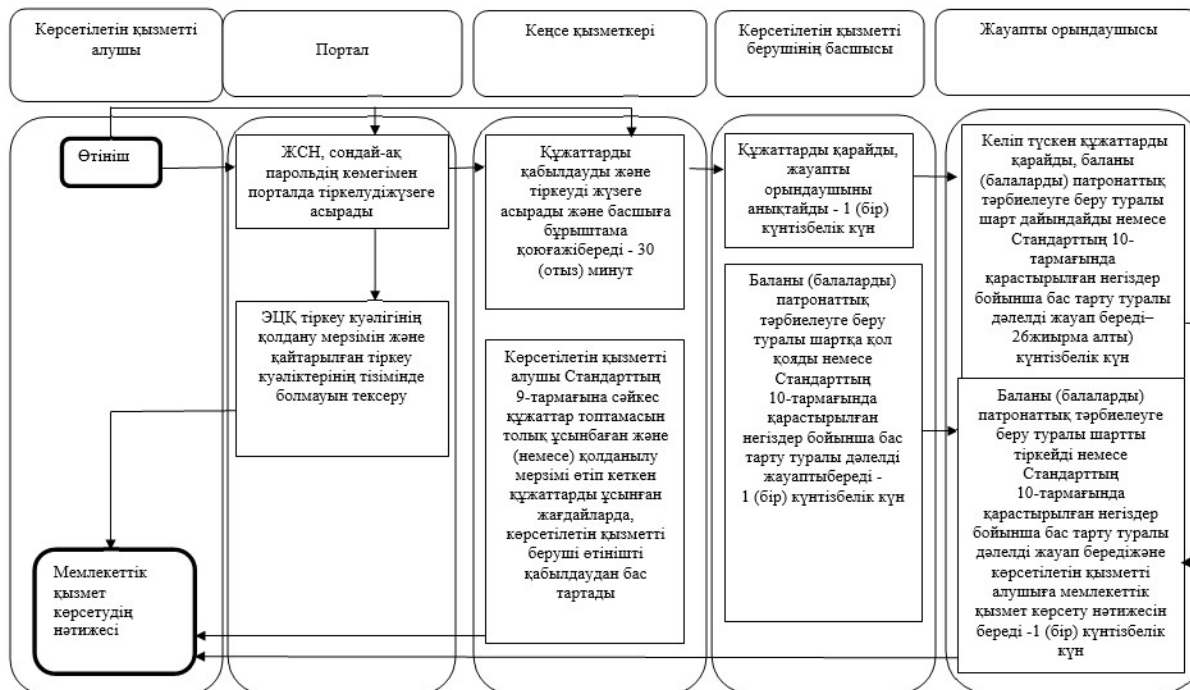 Көрсетілетін қызметті
алушы
Портал
Кеңсе қызметкері
Көрсетілетін қызметті
берушінің басшысы
Жауапты орындаушысы
Өтініш
ЖСН, сондай-ақ
парольдің көмегімен
порталда тіркелудіжүзеге
асырады
ЭЦҚ тіркеу куәлігінің
қолдану мерзімін және
қайтарылған тіркеу
куәліктерінің тізімінде
болмауын тексеру
Мемлекеттік
қызмет
көрсетудің
нәтижесі
Құжаттарды
қабылдауды және
тіркеуді жүзеге
асырады және басшыға
бұрыштама
қоюғажібереді - 30
(отыз) минут
Көрсетілетін қызметті
алушы Стандарттың
9-тармағына сәйкес
құжаттар топтамасын
толық ұсынбаған және
(немесе) қолданылу
мерзімі өтіп кеткен
құжаттарды ұсынған
жағдайларда,
көрсетілетін қызметті
беруші өтінішті
қабылдаудан бас
тартады
Құжаттарды қарайды,
жауапты
орындаушыны
анықтайды - 1 (бір)
күнтізбелік күн
Баланы (балаларды)
патронаттық
тәрбиелеуге беру
туралы шартқа қол
қояды немесе
Стандарттың
10-тармағында
қарастырылған
негіздер бойынша бас
тарту туралы дәлелді
жауаптыбереді -
1 (бір) күнтізбелік күн
Келіп түскен құжаттарды
қарайды, баланы
(балаларды) патронаттық
тәрбиелеуге беру туралы
шарт дайындайды немесе
Стандарттың 10-
тармағында
қарастырылған негіздер
бойынша бас тарту туралы
дәлелді жауап береді–
26жиырма алты)
күнтізбелік күн
Баланы (балаларды)
патронаттық тәрбиелеуге
беру туралы шартты
тіркейді немесе
Стандарттың
10-тармағында
қарастырылған негіздер
бойынша бас тарту туралы
дәлелді жауап бередіжәне
көрсетілетін қызметті
алушыға мемлекеттік
қызмет көрсету нәтижесін
береді -1 (бір) күнтізбелік
күн